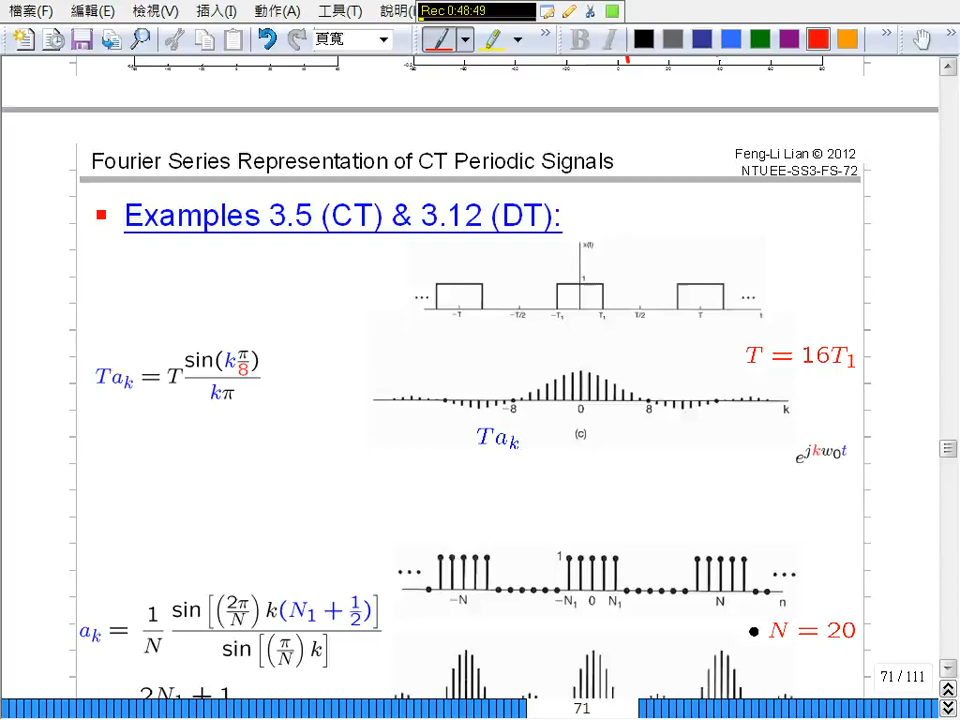 檔案(F) 編輯(E) 檢視(V) 插入(I) 動作(A) 工具(T) 說明(
Rec 0:48:49
頁寬
B I
Fourier Series Representation of CT Periodic Signals
Feng-Li Lian © 2012
NTUEE-SS3-FS-72
Examples 3.5 (CT) & 3.12 (DT):
x(t)
1
... ...
−T −T/2 −T₁ T₁ T/2 T t
T = 16T₁
Taₖ = T sin(k π/8) / kπ
−8 0 8 k
(c)
Taₖ
e^{jkw₀t}
1
... ...
−N −N₁ 0 N₁ N n
aₖ = 1/N sin[(2π/N) k(N₁ + 1/2)] / sin[(π/N) k]
N = 20
2N₁ + 1
71 / 111
71